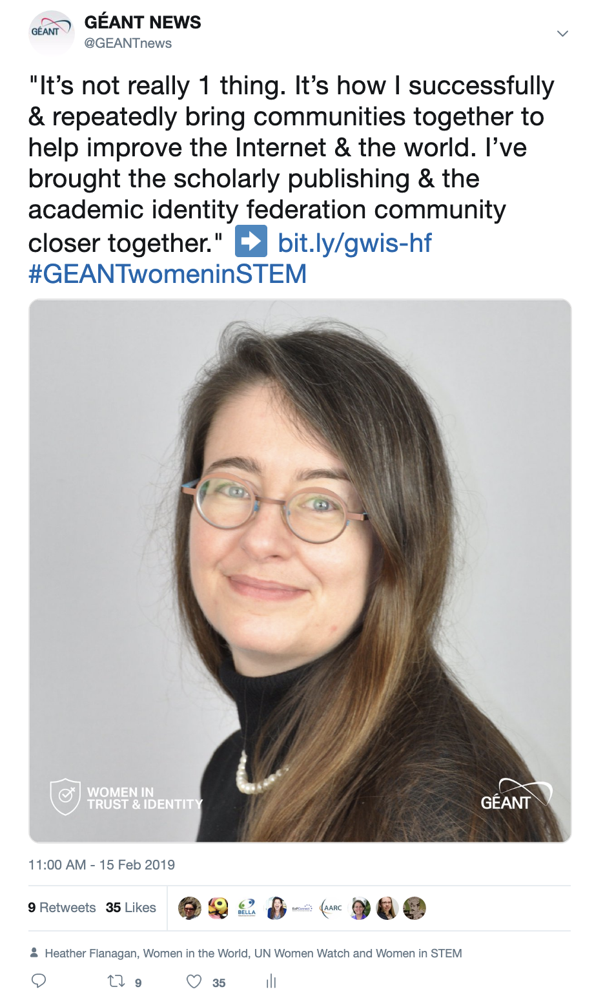 GÉANT
GÉANT NEWS
@GEANTnews
"It’s not really 1 thing. It’s how I successfully
& repeatedly bring communities together to
help improve the Internet & the world. I’ve
brought the scholarly publishing & the
academic identity federation community
closer together." ➡️ bit.ly/gwis-hf
#GEANTwomeninSTEM
WOMEN IN
TRUST & IDENTITY
GÉANT
11:00 AM - 15 Feb 2019
9 Retweets 35 Likes
BELLA
AARC
Heather Flanagan, Women in the World, UN Women Watch and Women in STEM
9 35